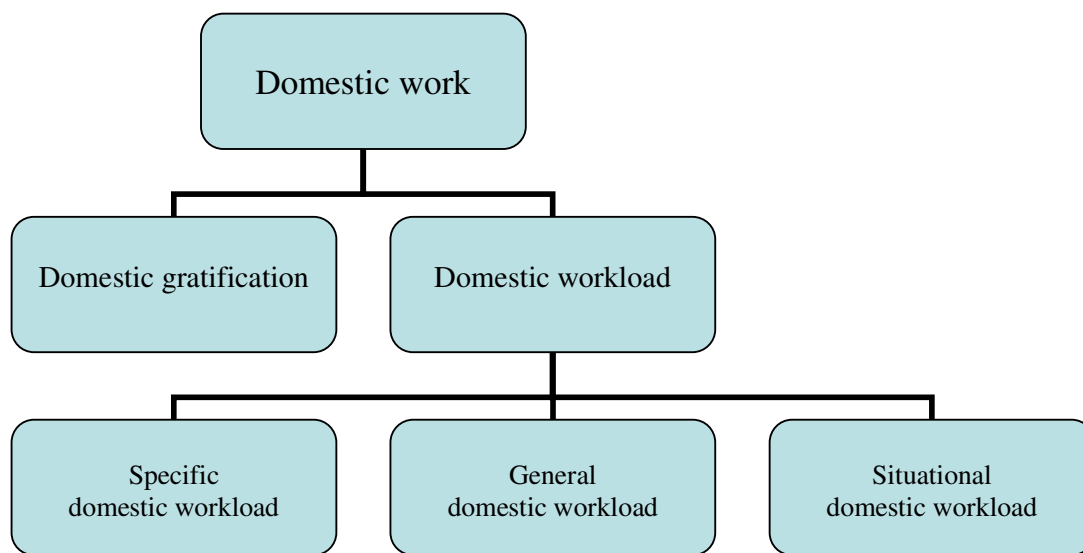 Domestic work
Domestic gratification
Domestic workload
Specific
domestic workload
General
domestic workload
Situational
domestic workload